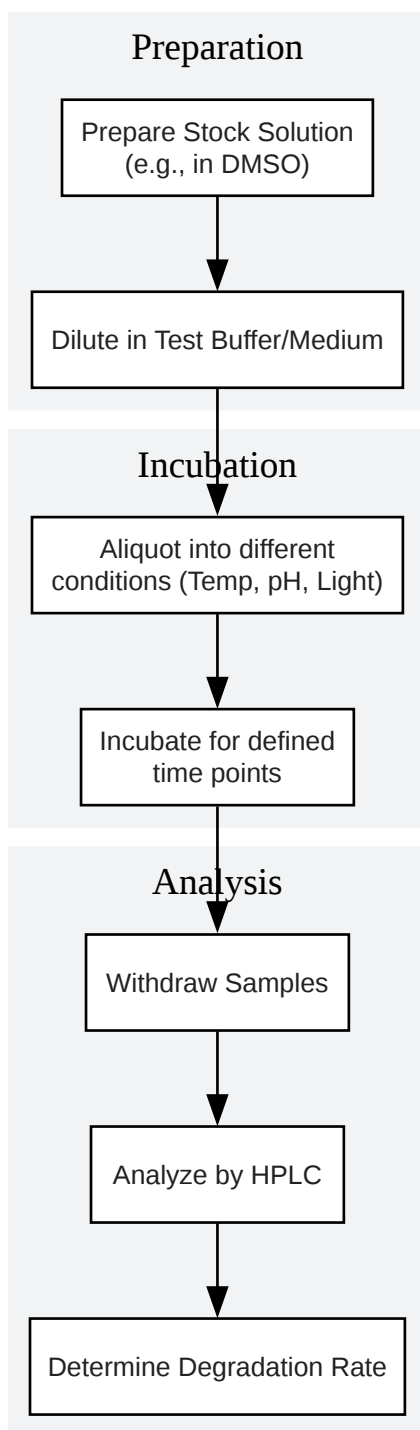 Preparation
Prepare Stock Solution
(e.g., in DMSO)
Dilute in Test Buffer/Medium
Incubation
Aliquot into different
conditions (Temp, pH, Light)
Incubate for defined
time points
Analysis
Withdraw Samples
Analyze by HPLC
Determine Degradation Rate